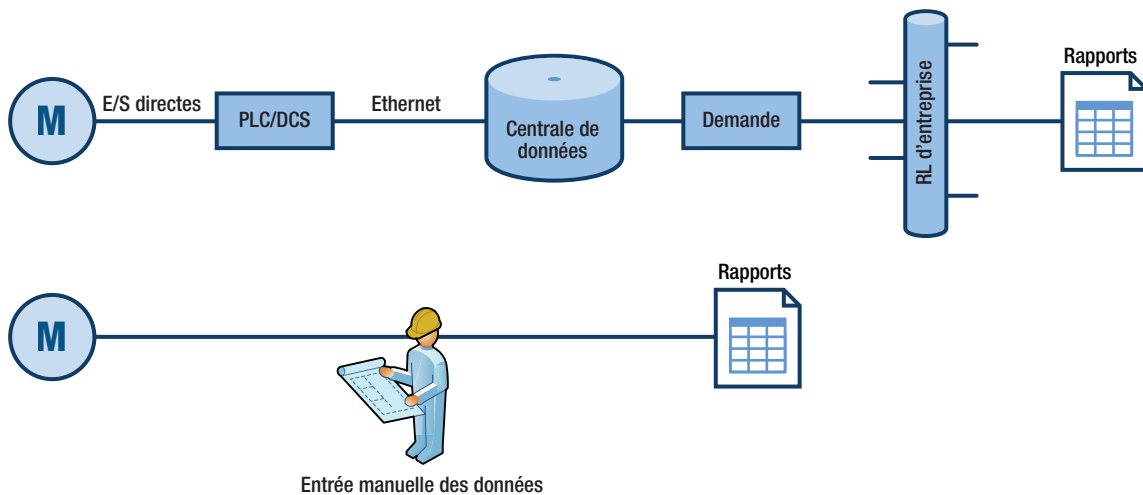 M
E/S directes
PLC/DCS
Ethernet
Centrale de
données
Demande
RL d'entreprise
Rapports
M
Rapports
Entrée manuelle des données